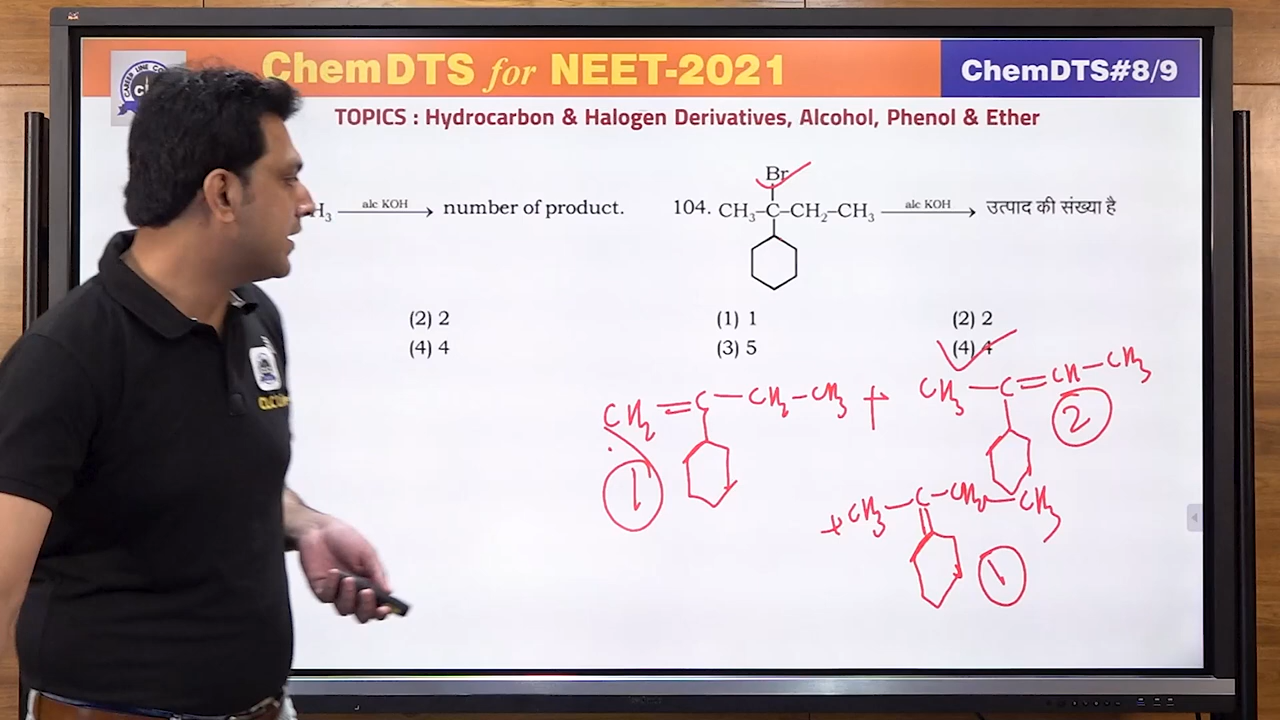 ChemDTS for NEET-2021
ChemDTS#8/9
TOPICS : Hydrocarbon & Halogen Derivatives, Alcohol, Phenol & Ether
H₃ alc KOH → number of product.
(2) 2
(4) 4
Br
104. CH₃–C–CH₂–CH₃ alc KOH → उत्पाद की संख्या है
(1) 1
(2) 2
(3) 5
(4) 4
CH₂=C–CH₂–CH₃ + CH₃–C=CH–CH₃
1
2
+CH₃–C–CH₂–CH₃
1